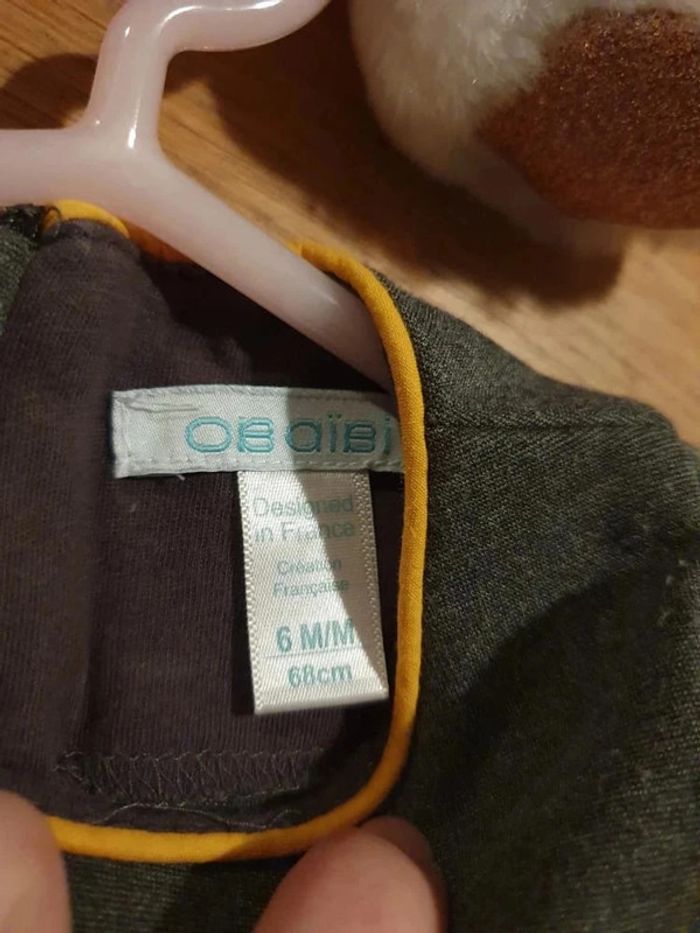 OBaïbi
Designed
in France
Création
Française
6 M/M
68cm